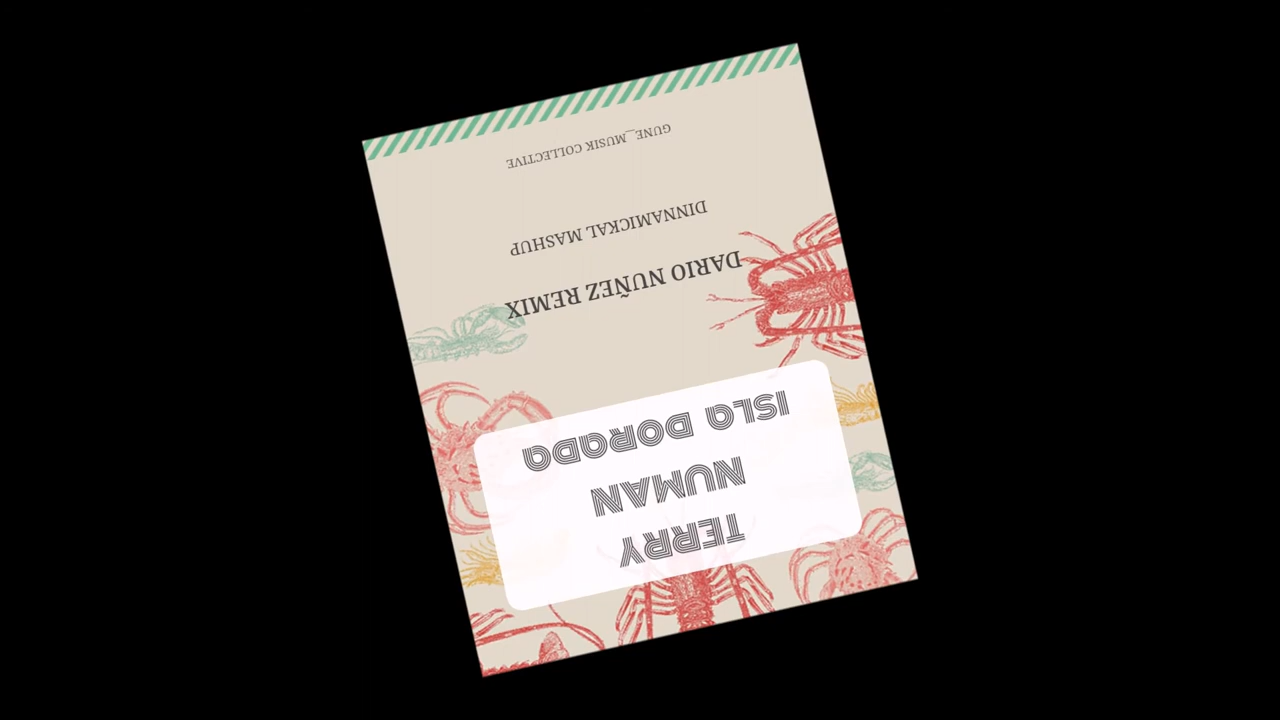 TERRY
NUMAN
ISLA DORADA
DARIO NUÑEZ REMIX
DINNAMICKAL MASHUP
GUNE_MUSIK COLLECTIVE